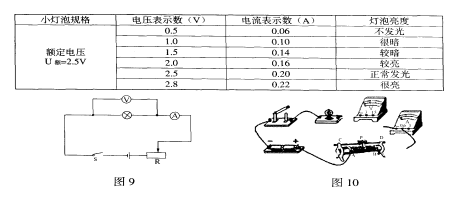 小灯泡规格 电压表示数（V） 电流表示数（A） 灯泡亮度
额定电压
U额=2.5V
0.5 0.06 不发光
1.0 0.10 很暗
1.5 0.14 较暗
2.0 0.16 较亮
2.5 0.20 正常发光
2.8 0.22 很亮
V
A
S
R
P
− +
图9 图10